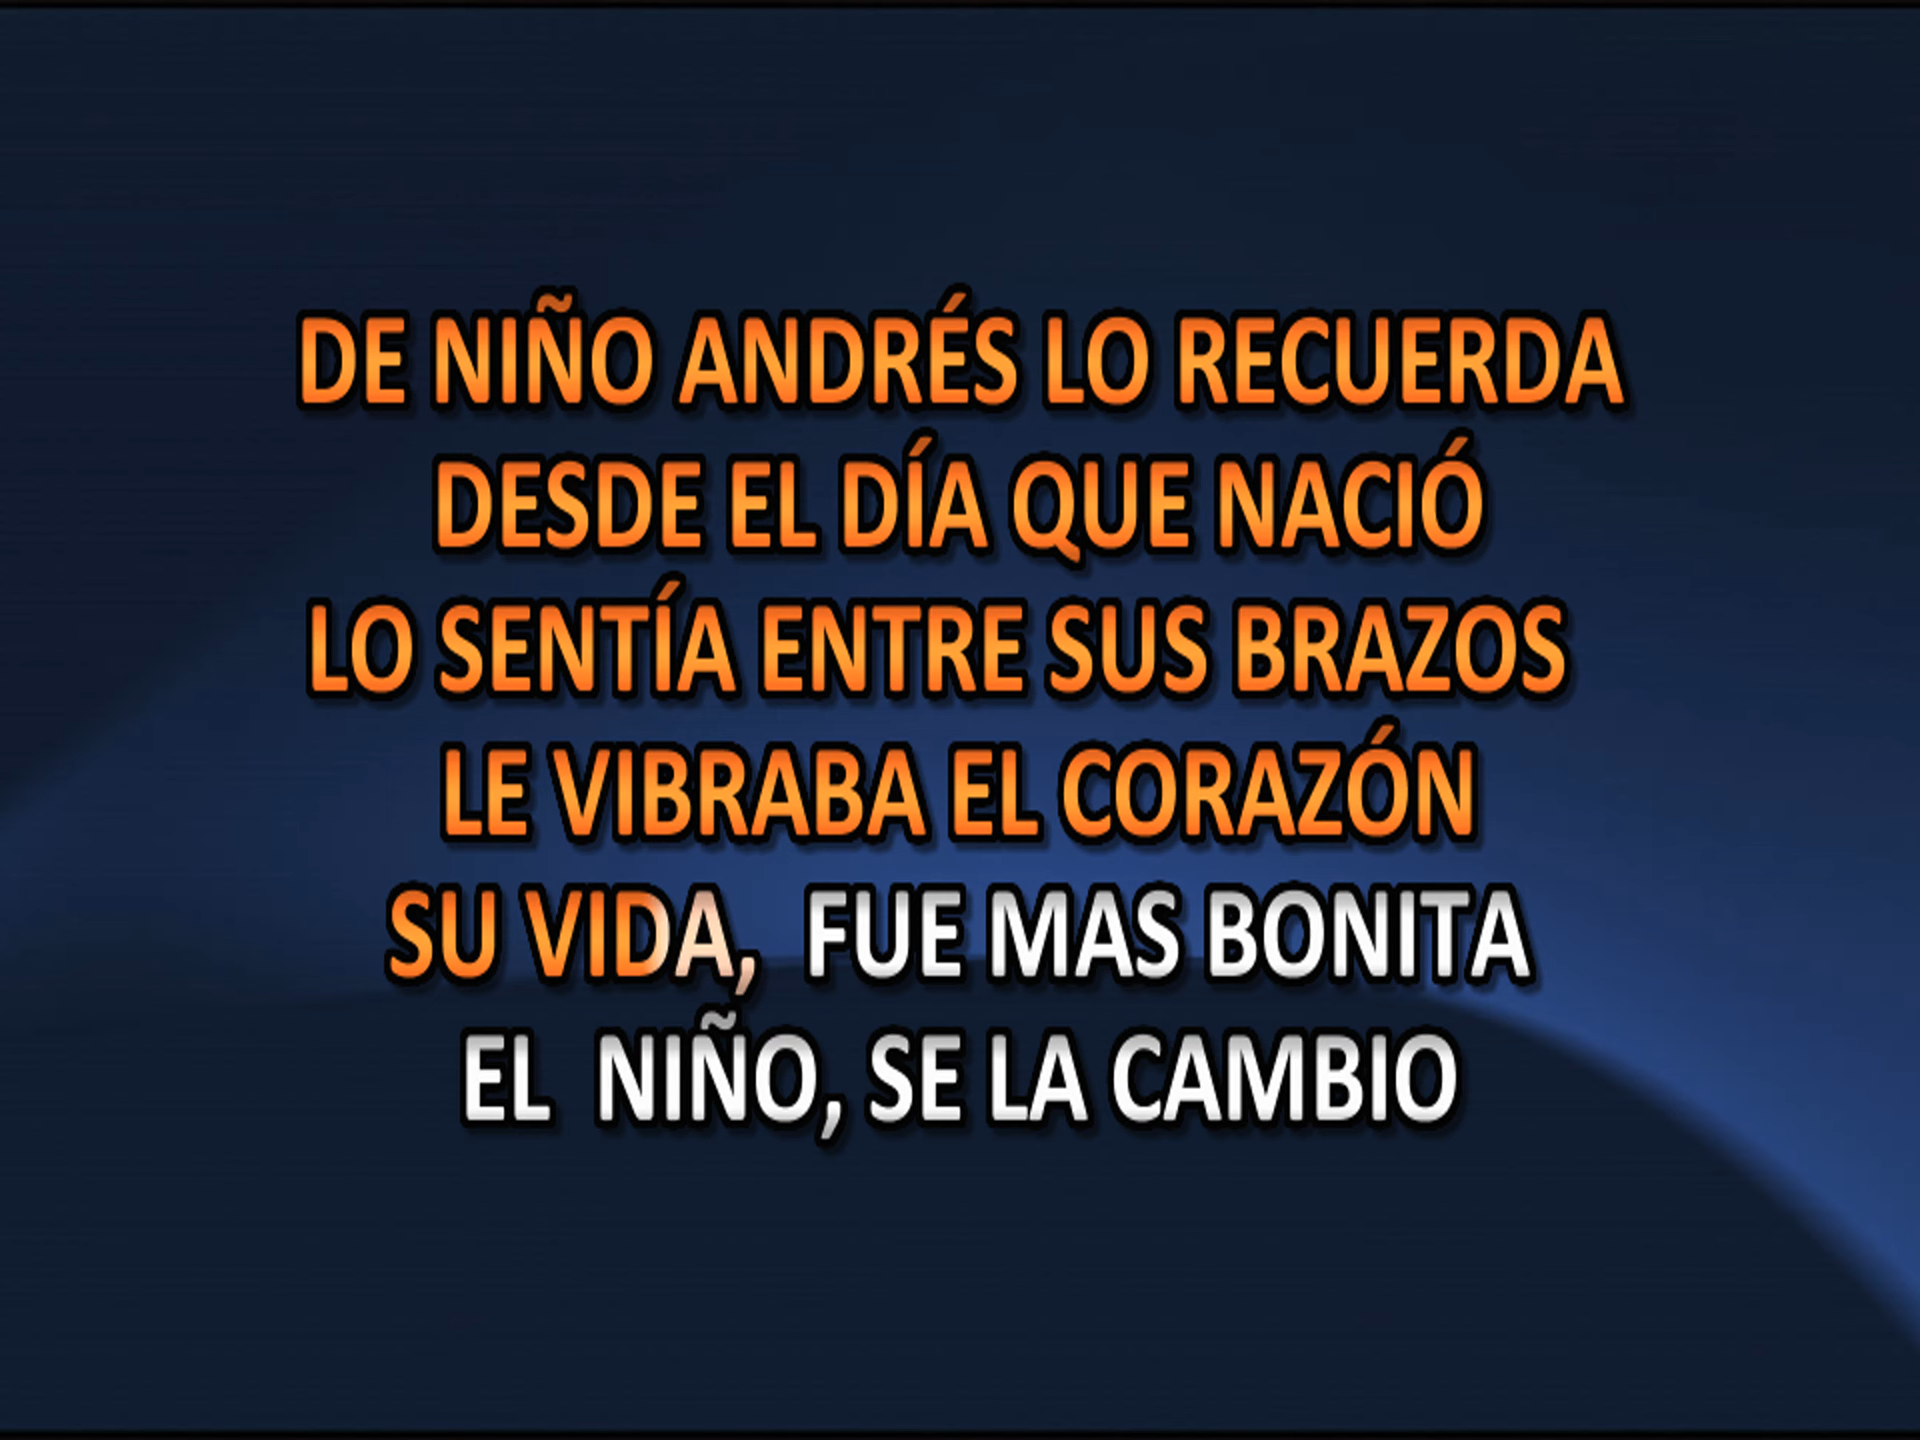 DE NIÑO ANDRÉS LO RECUERDA
DESDE EL DÍA QUE NACIÓ
LO SENTÍA ENTRE SUS BRAZOS
LE VIBRABA EL CORAZÓN
SU VIDA, FUE MAS BONITA
EL NIÑO, SE LA CAMBIO